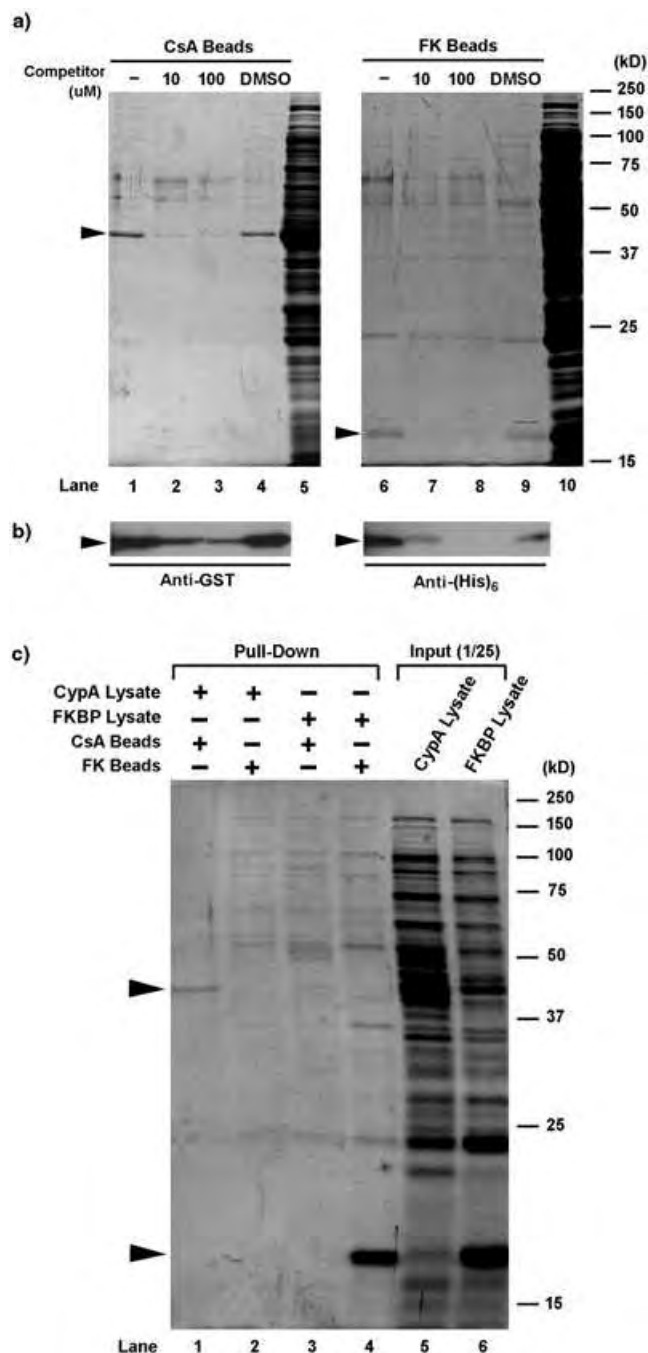 a)
CsA Beads
FK Beads
Competitor (uM)
– 10 100 DMSO
– 10 100 DMSO
(kD)
250
150
100
75
50
37
25
15
Lane 1 2 3 4 5 6 7 8 9 10
b)
Anti-GST
Anti-(His)6
c)
Pull-Down
Input (1/25)
CypA Lysate + + – –
FKBP Lysate – – + +
CsA Beads + – + –
FK Beads – + – +
CypA Lysate
FKBP Lysate
(kD)
250
150
100
75
50
37
25
15
Lane 1 2 3 4 5 6